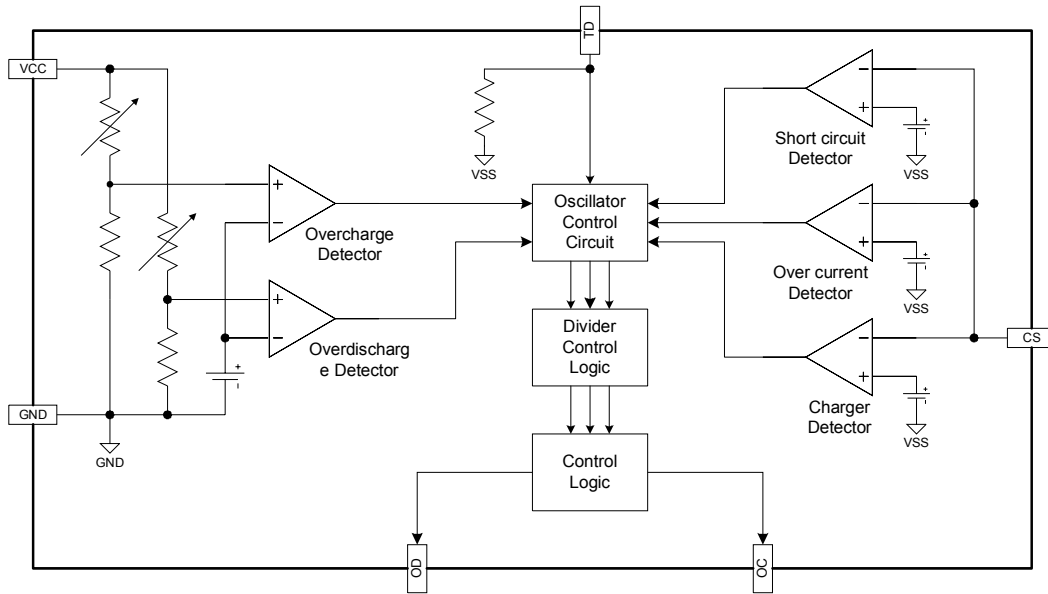 TD
VCC
VSS
Short circuit
Detector
VSS
Overcharge
Detector
Oscillator
Control
Circuit
Over current
Detector
VSS
Overdischarg
e Detector
Divider
Control
Logic
CS
GND
GND
Charger
Detector
VSS
Control
Logic
OD
OC